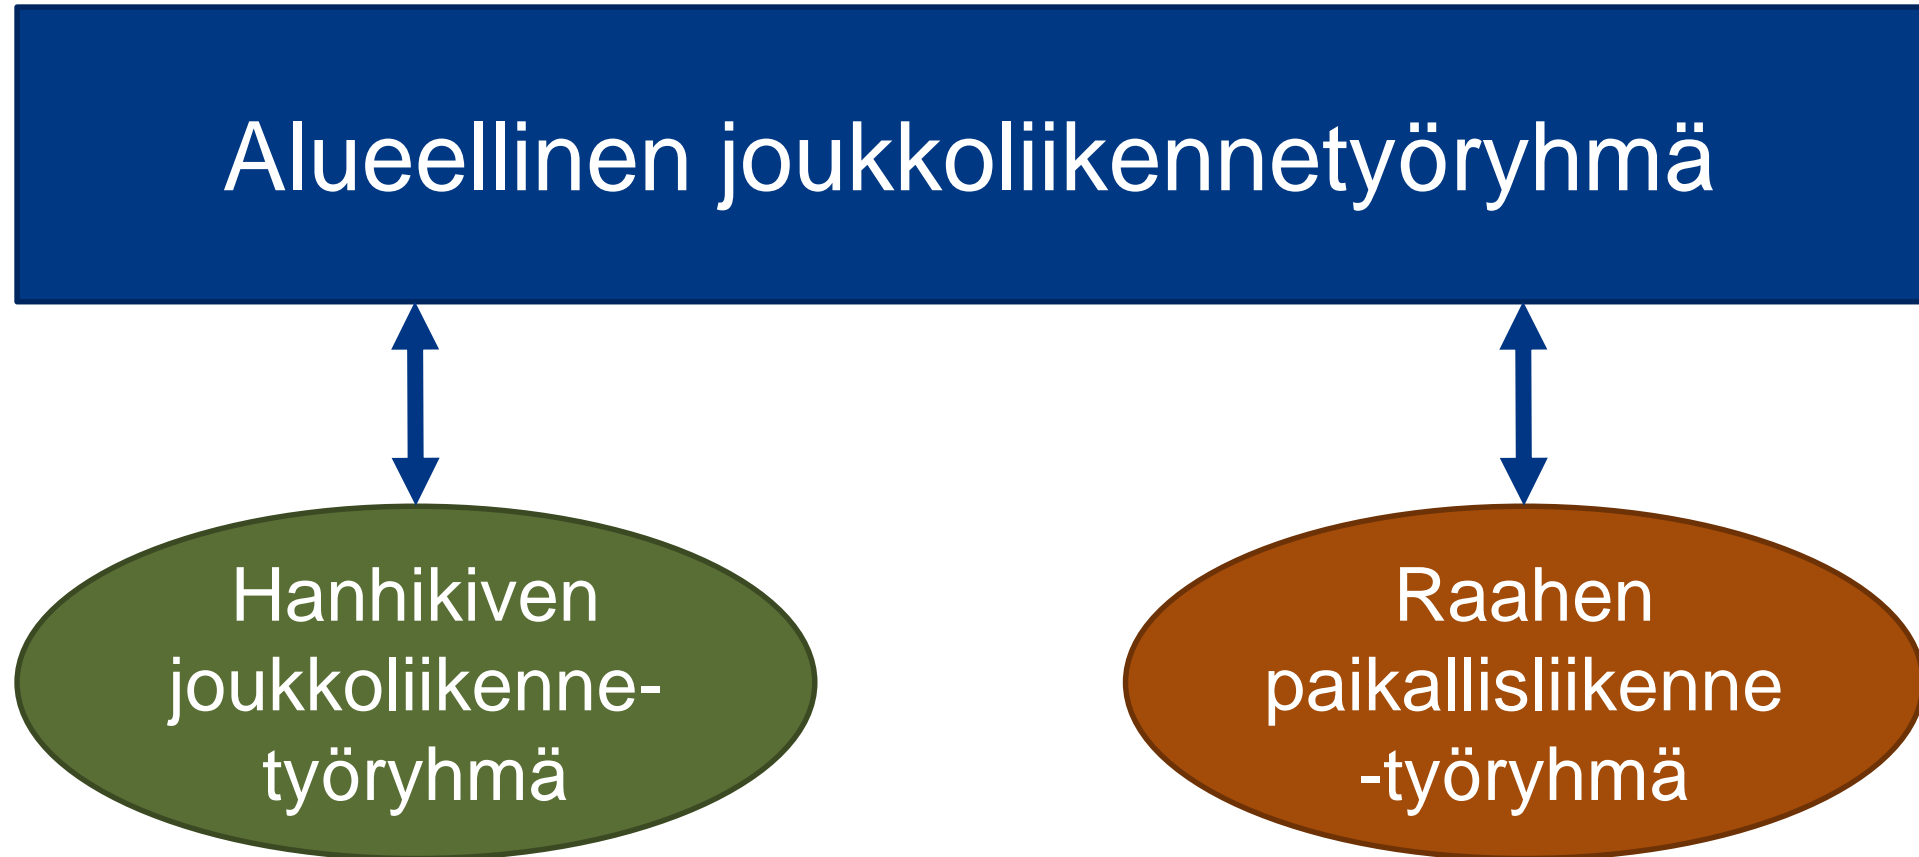 Alueellinen joukkoliikennetyöryhmä
Hanhikiven
joukkoliikenne-
työryhmä
Raahen
paikallisliikenne
-työryhmä